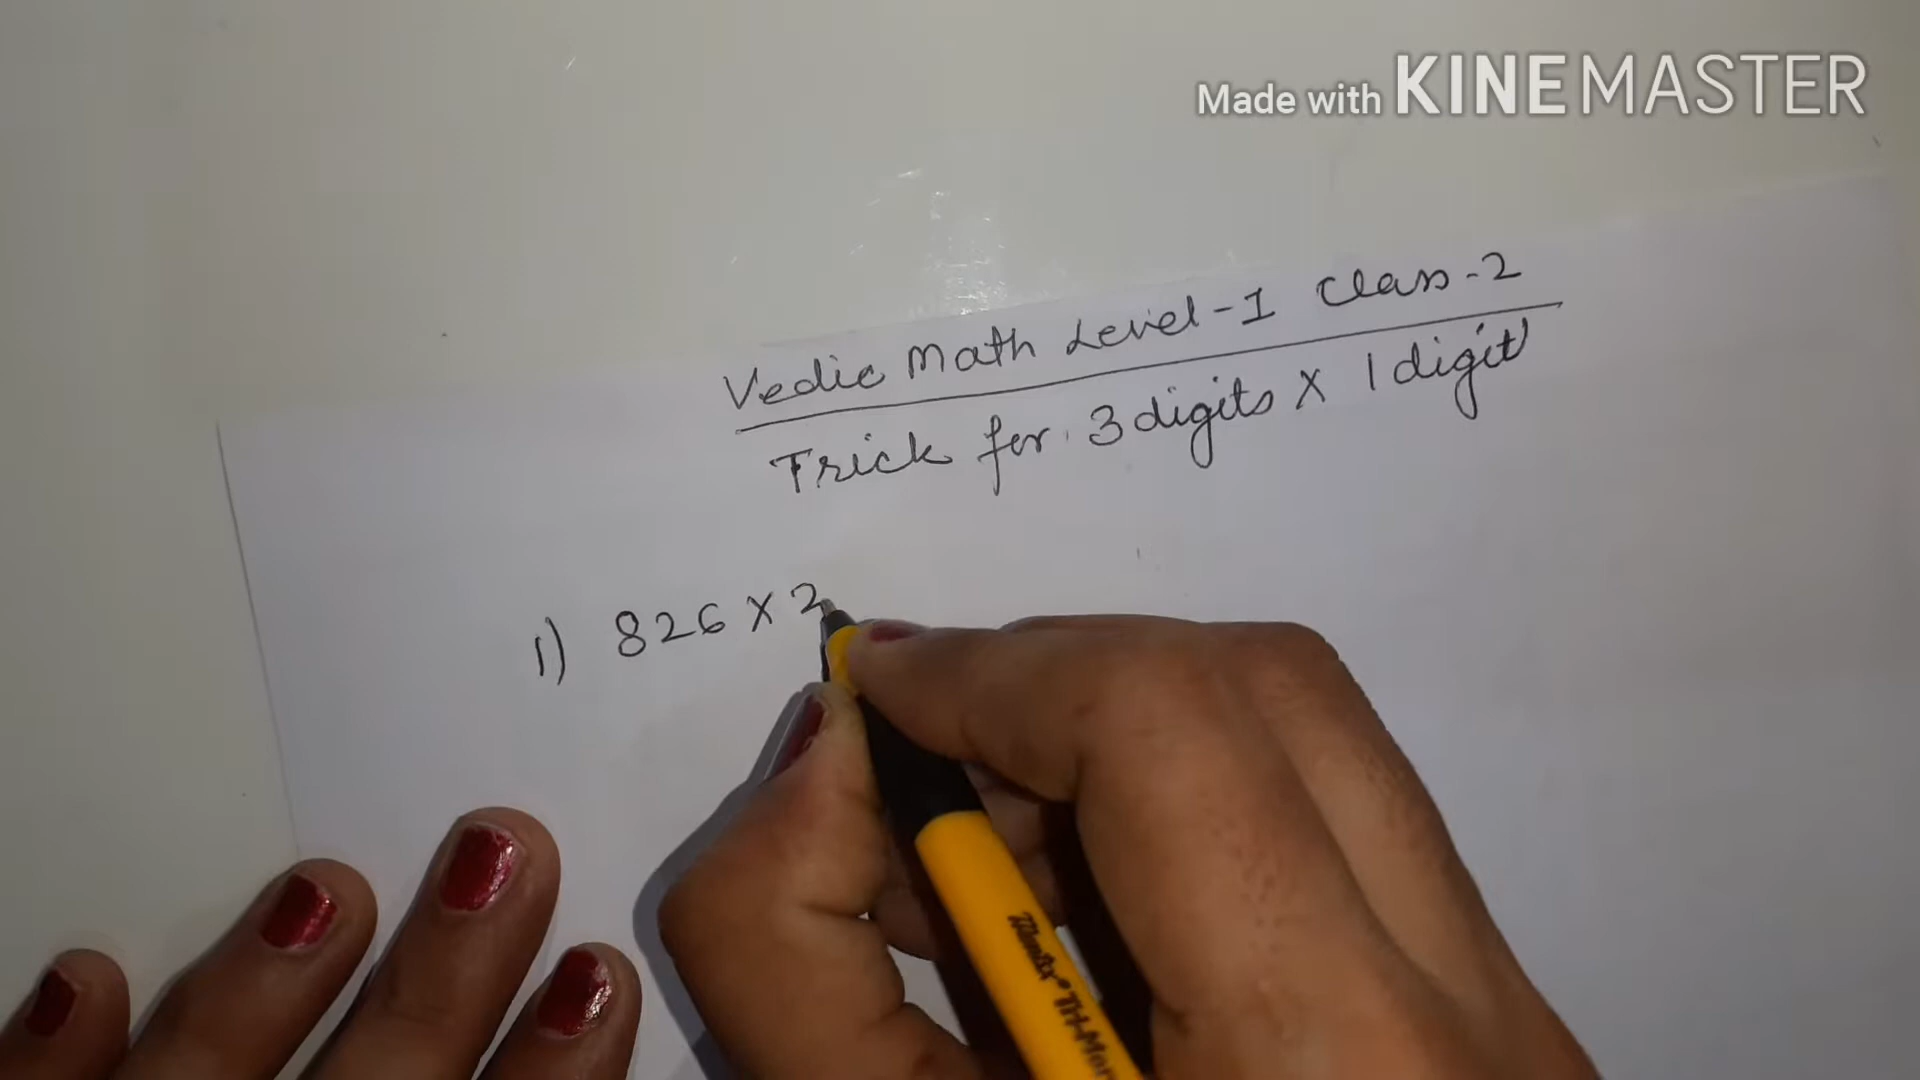 Made with KINEMASTER
Vedic Math Level-1 Class-2
Trick for 3 digits X 1 digit
1) 826 X 2